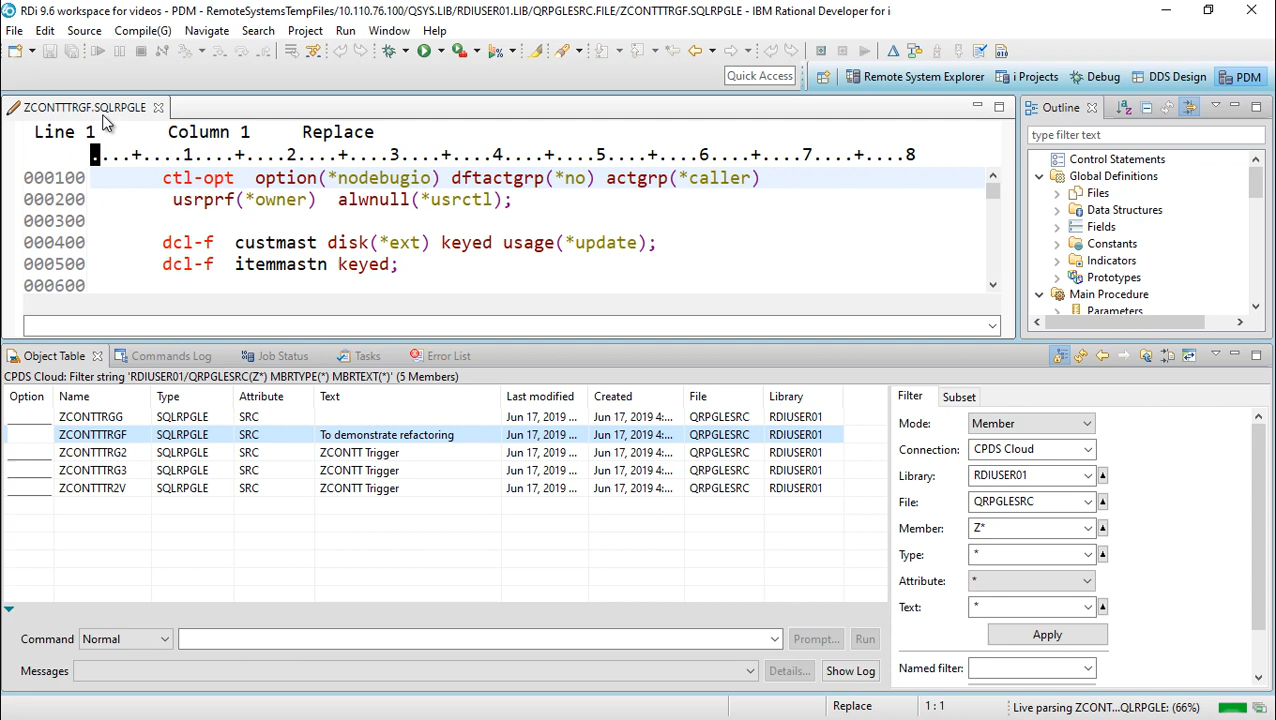 RDi 9.6 workspace for videos - PDM - RemoteSystemsTempFiles/10.110.76.100/QSYS.LIB/RDIUSER01.LIB/QRPGLESRC.FILE/ZCONTTTRGF.SQLRPGLE - IBM Rational Developer for i
File Edit Source Compile(G) Navigate Search Project Run Window Help
Quick Access Remote System Explorer i Projects Debug DDS Design PDM
ZCONTTTRGF.SQLRPGLE
Line 1 Column 1 Replace
....+....1....+....2....+....3....+....4....+....5....+....6....+....7....+....8
000100 ctl-opt option(*nodebugio) dftactgrp(*no) actgrp(*caller)
000200 usrprf(*owner) alwnull(*usrctl);
000300
000400 dcl-f custmast disk(*ext) keyed usage(*update);
000500 dcl-f itemmastn keyed;
000600
Outline
type filter text
Control Statements
Global Definitions
Files
Data Structures
Fields
Constants
Indicators
Prototypes
Main Procedure
Parameters
Object Table Commands Log Job Status Tasks Error List
CPDS Cloud: Filter string 'RDIUSER01/QRPGLESRC(Z*) MBRTYPE(*) MBRTEXT(*)' (5 Members)
Option Name Type Attribute Text Last modified Created File Library
ZCONTTRGG SQLRPGLE SRC Jun 17, 2019 ... Jun 17, 2019 4:... QRPGLESRC RDIUSER01
ZCONTTTRGF SQLRPGLE SRC To demonstrate refactoring Jun 17, 2019 ... Jun 17, 2019 4:... QRPGLESRC RDIUSER01
ZCONTTTRG2 SQLRPGLE SRC ZCONTT Trigger Jun 17, 2019 ... Jun 17, 2019 4:... QRPGLESRC RDIUSER01
ZCONTTTRG3 SQLRPGLE SRC ZCONTT Trigger Jun 17, 2019 ... Jun 17, 2019 4:... QRPGLESRC RDIUSER01
ZCONTTTR2V SQLRPGLE SRC ZCONTT Trigger Jun 17, 2019 ... Jun 17, 2019 4:... QRPGLESRC RDIUSER01
Filter Subset
Mode: Member
Connection: CPDS Cloud
Library: RDIUSER01
File: QRPGLESRC
Member: Z*
Type: *
Attribute: *
Text: *
Apply
Named filter:
Command Normal Prompt... Run
Messages Details... Show Log
Replace 1 : 1 Live parsing ZCONT...QLRPGLE: (66%)